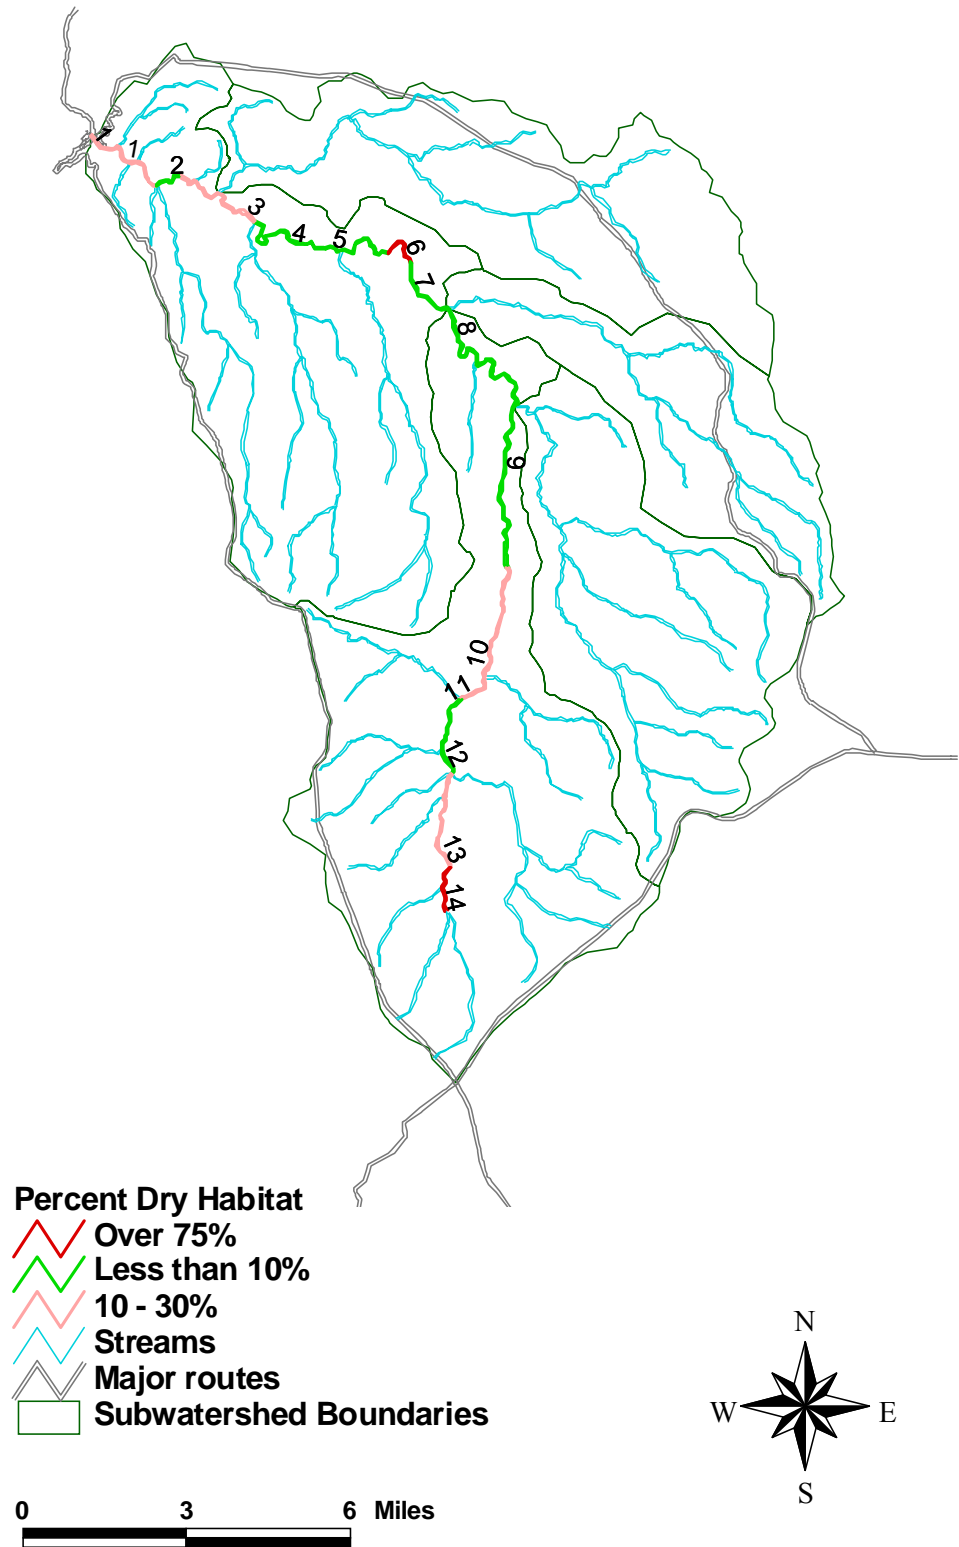 1
1
2
3
4
5
6
7
8
9
10
11
12
13
14
Percent Dry Habitat
Over 75%
Less than 10%
10 - 30%
Streams
Major routes
Subwatershed Boundaries
N
W
E
S
0 3 6 Miles